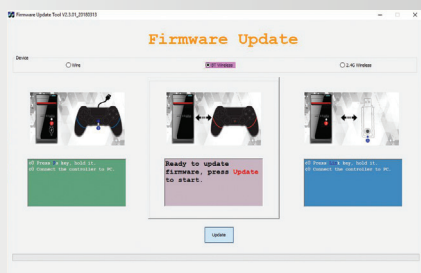 Firmware Update Tool V2.3.01_20180313
Firmware Update
Device
Wire
BT Wireless
2.4G Wireless
Press
key, hold it.
Connect the controller to PC.
Ready to update
firmware, press Update
to start.
Press
key, hold it.
Connect the controller to PC.
Update